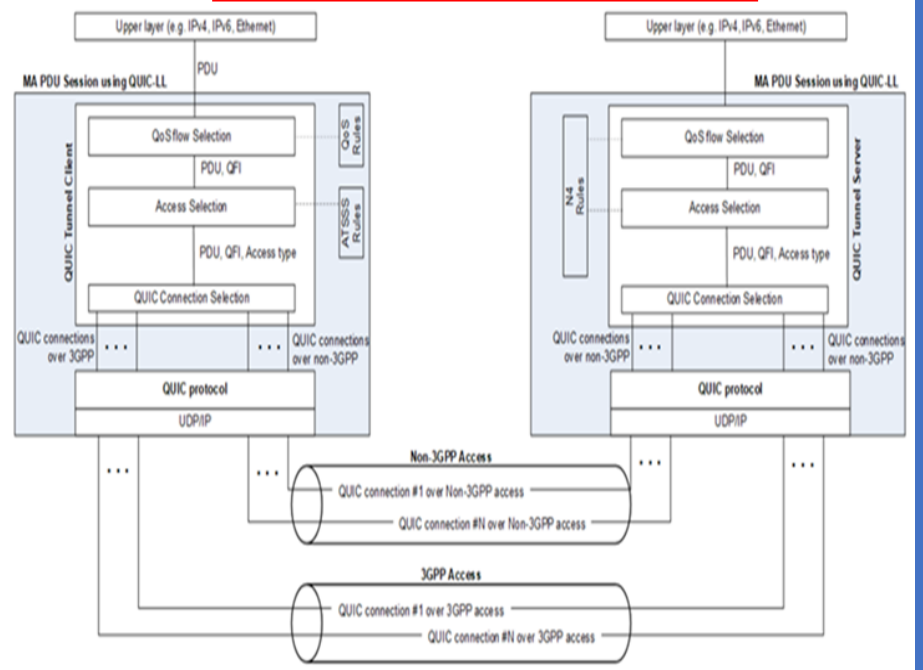 Upper layer (e.g. IPv4, IPv6, Ethernet)
PDU
MA PDU Session using QUIC-LL
QUIC Tunnel Client
QoS flow Selection
QoS
Rules
PDU, QFI
Access Selection
ATSSS
Rules
PDU, QFI, Access type
QUIC Connection Selection
QUIC connections
over 3GPP
...
...
QUIC connections
over non-3GPP
QUIC protocol
UDP/IP
...
...
Upper layer (e.g. IPv4, IPv6, Ethernet)
MA PDU Session using QUIC-LL
N4
Rules
QoS flow Selection
PDU, QFI
Access Selection
PDU, QFI, Access type
QUIC Connection Selection
QUIC Tunnel Server
QUIC connections
over non-3GPP
...
...
QUIC connections
over non-3GPP
QUIC protocol
UDP/IP
...
...
Non-3GPP Access
QUIC connection #1 over Non-3GPP access
QUIC connection #N over Non-3GPP access
3GPP Access
QUIC connection #1 over 3GPP access
QUIC connection #N over 3GPP access